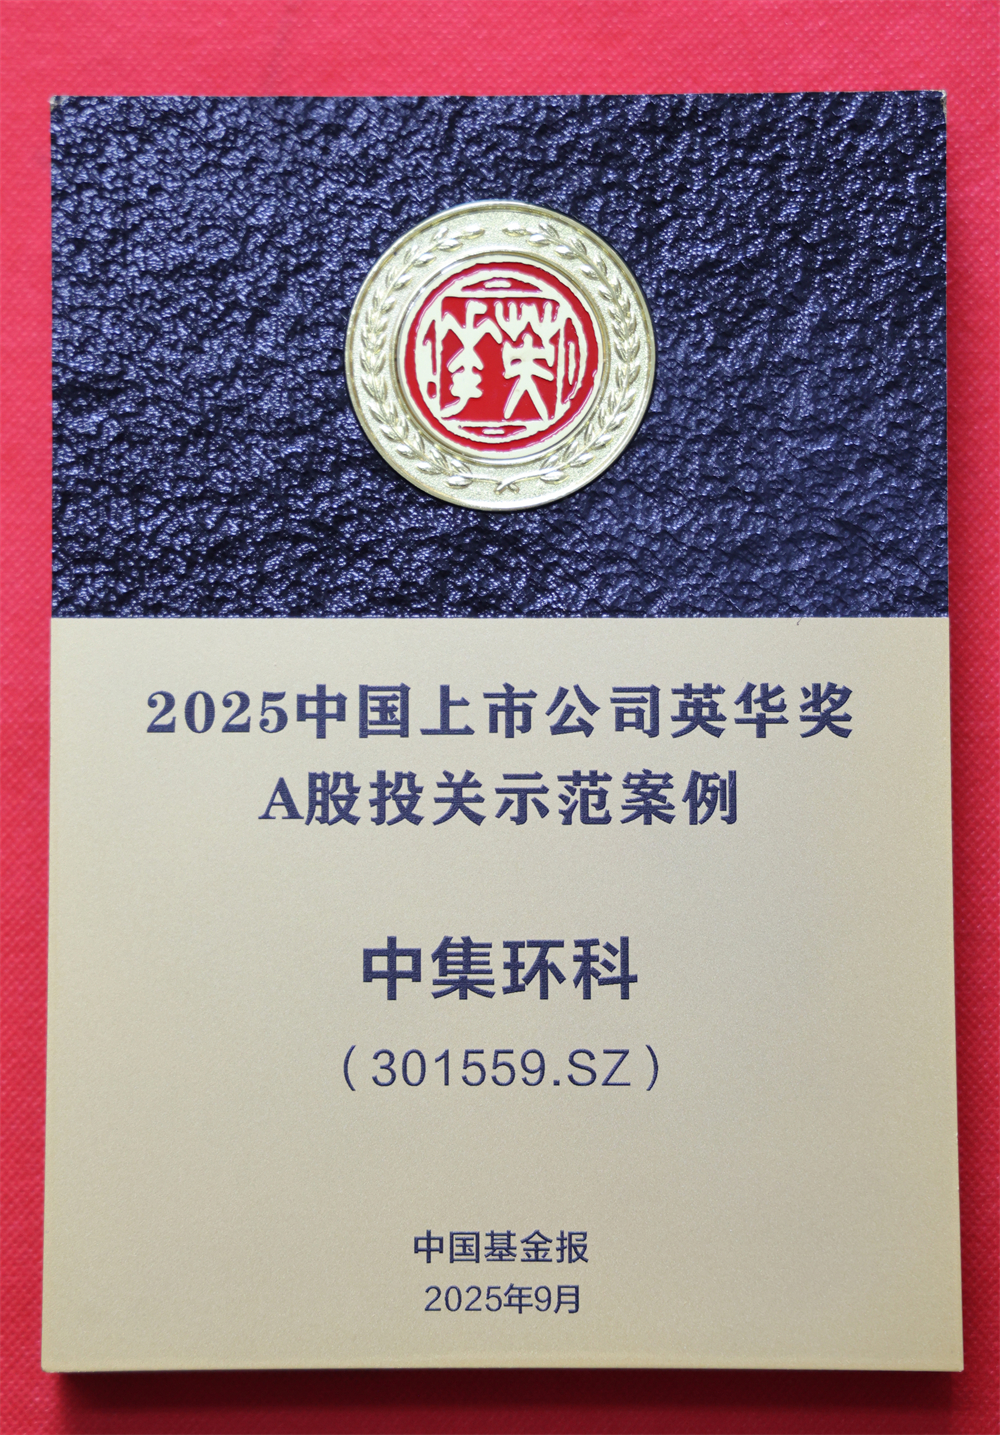 英华
2025中国上市公司英华奖
A股投关示范案例
中集环科
（301559.SZ）
中国基金报
2025年9月